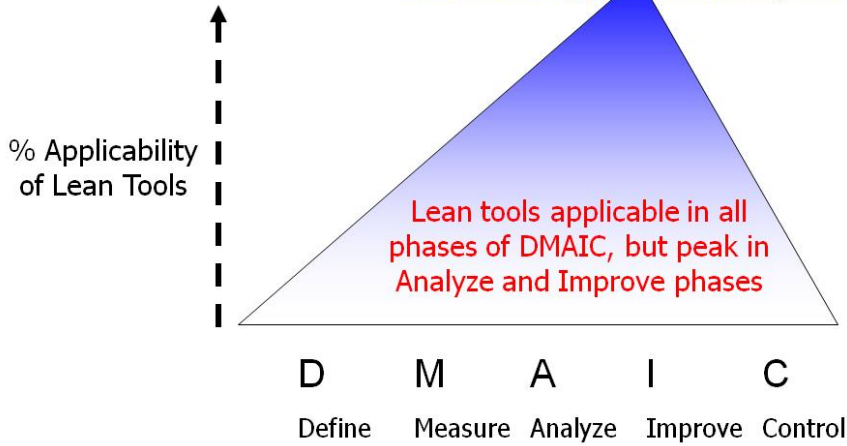 % Applicability
of Lean Tools
Lean tools applicable in all
phases of DMAIC, but peak in
Analyze and Improve phases
D M A I C
Define Measure Analyze Improve Control